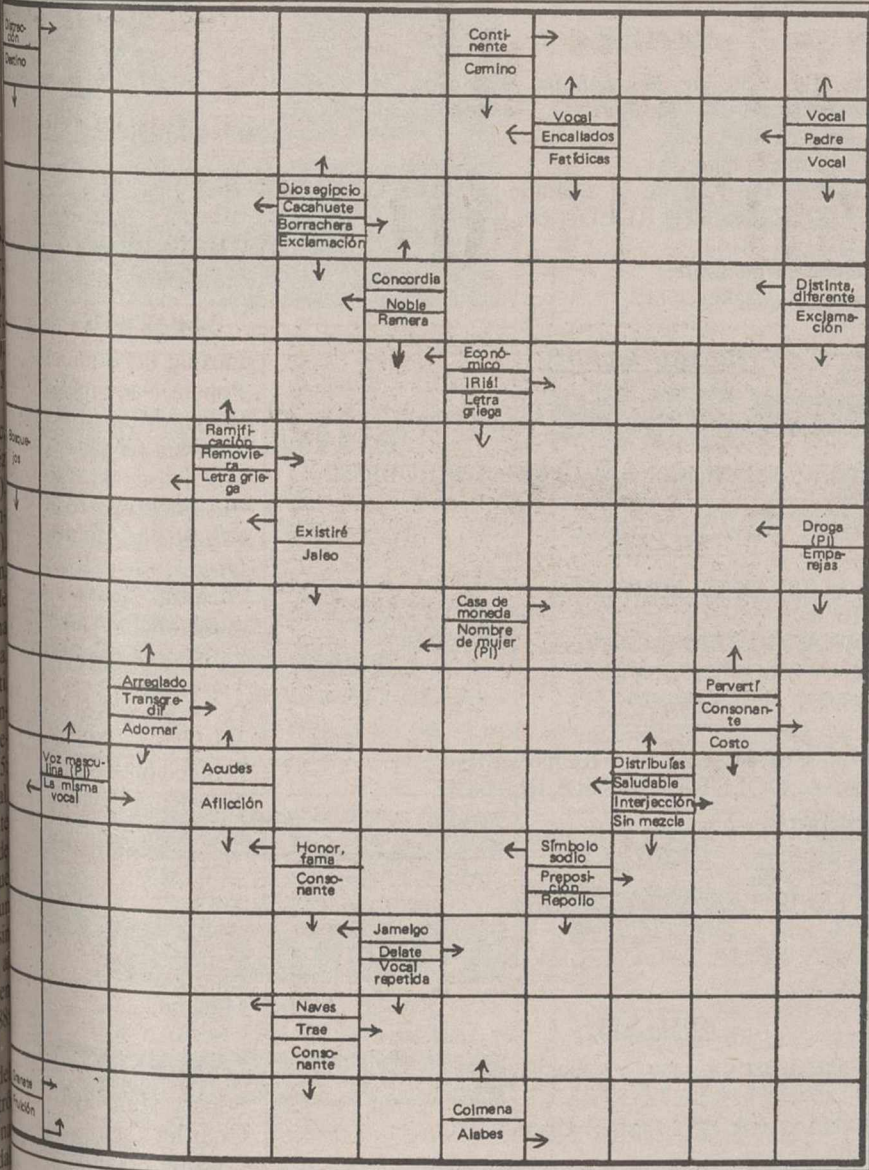 Destino
Conti-
nente
Camino
Vocal
Encallados
Fatídicas
Vocal
Padre
Vocal
Dios egipcio
Cacahuete
Borrachera
Exclamación
Concordia
Noble
Ramera
Distinta,
diferente
Exclama-
ción
Econó-
mico
¡Ría!
Letra
griega
Bosque-
jos
Ramifi-
cación
Removie-
ra
Letra grie-
ga
Existiré
Jaleo
Droga
(Pl)
Empa-
rejas
Casa de
moneda
Nombre
de mujer
(Pl)
Arreglado
Transgre-
dir
Adornar
Pervertí
Consonan-
te
Costo
Voz mascu-
lina (Pl)
La misma
vocal
Acudes
Aflicción
Distribuías
Saludable
Interjección
Sin mezcla
Honor,
fama
Conso-
nante
Símbolo
sodio
Preposi-
ción
Repollo
Jamelgo
Delate
Vocal
repetida
Naves
Trae
Conso-
nante
Colmena
Alabes